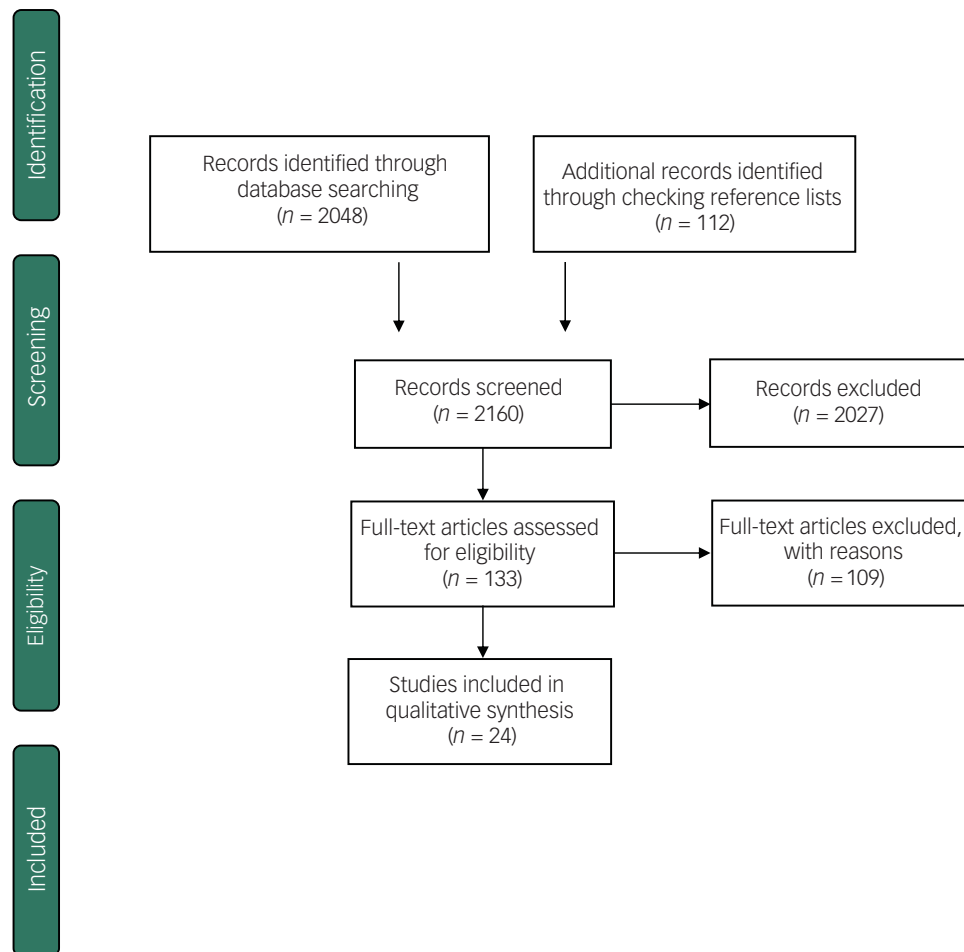 Identification
Records identified through
database searching
(n = 2048)
Additional records identified
through checking reference lists
(n = 112)
Screening
Records screened
(n = 2160)
Records excluded
(n = 2027)
Eligibility
Full-text articles assessed
for eligibility
(n = 133)
Full-text articles excluded,
with reasons
(n = 109)
Studies included in
qualitative synthesis
(n = 24)
Included